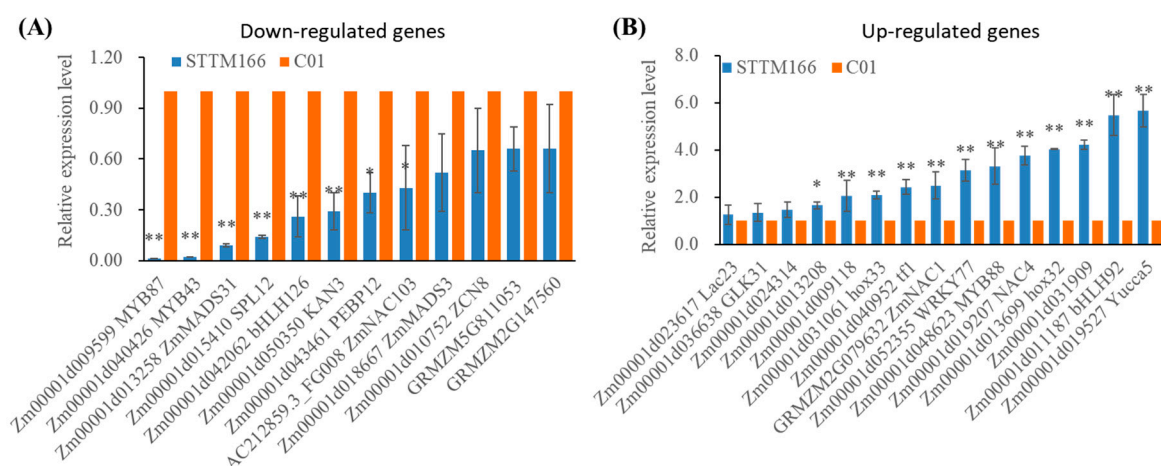 (A)
Down-regulated genes
STTM166
C01
Relative expression level
1.20
0.90
0.60
0.30
0.00
**
**
**
**
**
**
*
*
Zm00001d009599 MYB87
Zm00001d040426 MYB43
Zm00001d013258 ZmMADS31
Zm00001d015410 SPL12
Zm00001d042062 bHLH126
Zm00001d050350 KAN3
Zm00001d043461 PEBP12
AC212859.3_FG008 ZmNAC103
Zm00001d018667 ZmMADS3
Zm00001d010752 ZCN8
GRMZM5G811053
GRMZM2G147560
(B)
Up-regulated genes
STTM166
C01
Relative expression level
8.0
6.0
4.0
2.0
0.0
*
**
**
**
**
**
**
**
**
**
**
**
Zm00001d023617 Lac23
Zm00001d036638 GLK31
Zm00001d024314
Zm00001d013208
Zm00001d009118
Zm00001d031061 hox33
Zm00001d040952 tf1
GRMZM2G079632 ZmNAC1
Zm00001d052355 WRKY77
Zm00001d048623 MYB88
Zm00001d019207 NAC4
Zm00001d013699 hox32
Zm00001d031909
Zm00001d011187 bHLH92
Zm00001d019527 Yucca5